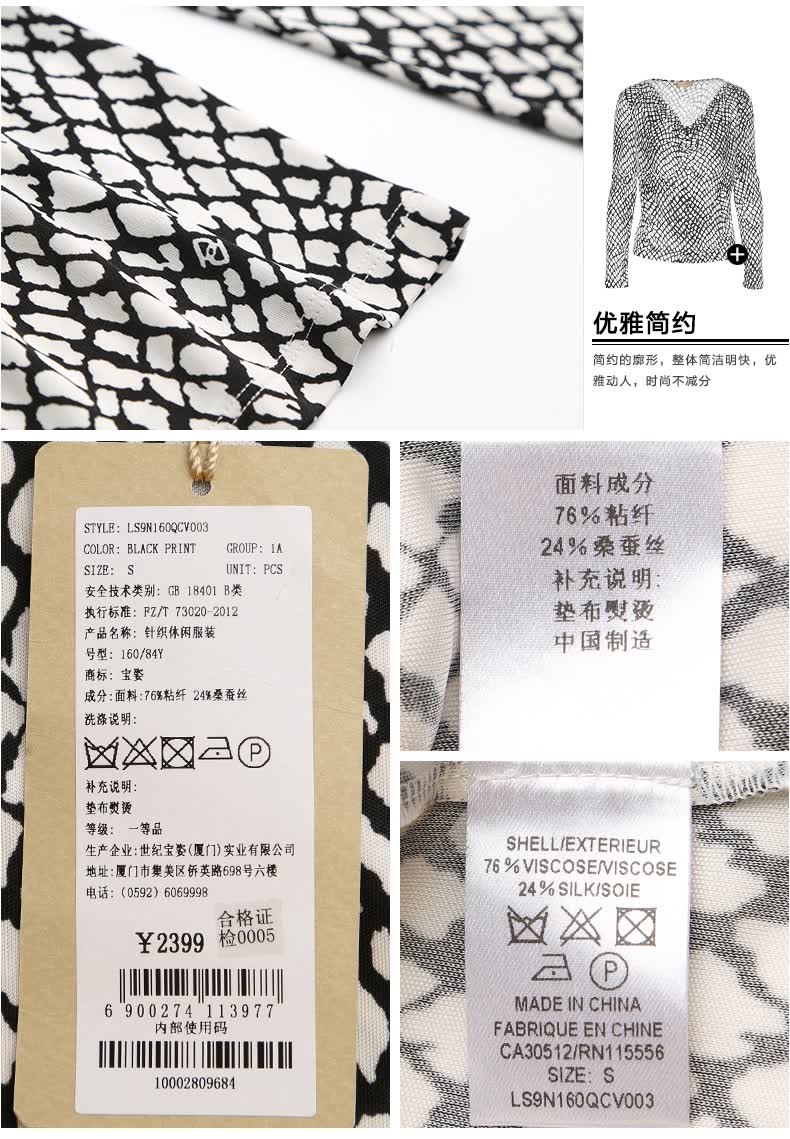 优雅简约
简约的廓形，整体简洁明快，优
雅动人，时尚不减分
STYLE: LS9N160QCV003
COLOR: BLACK PRINT GROUP: 1A
SIZE: S UNIT: PCS
安全技术类别: GB 18401 B类
执行标准: FZ/T 73020-2012
产品名称: 针织休闲服装
号型: 160/84Y
商标: 宝姿
成分:面料:76%粘纤 24%桑蚕丝
洗涤说明:
P
补充说明:
垫布熨烫
等级: 一等品
生产企业:世纪宝姿(厦门)实业有限公司
地址:厦门市集美区侨英路698号六楼
电话: (0592) 6069998
￥2399
合格证
检0005
6 900274 113977
内部使用码
10002809684
面料成分
76%粘纤
24%桑蚕丝
补充说明:
垫布熨烫
中国制造
SHELL/EXTERIEUR
76%VISCOSE/VISCOSE
24%SILK/SOIE
P
MADE IN CHINA
FABRIQUE EN CHINE
CA30512/RN115556
SIZE: S
LS9N160QCV003